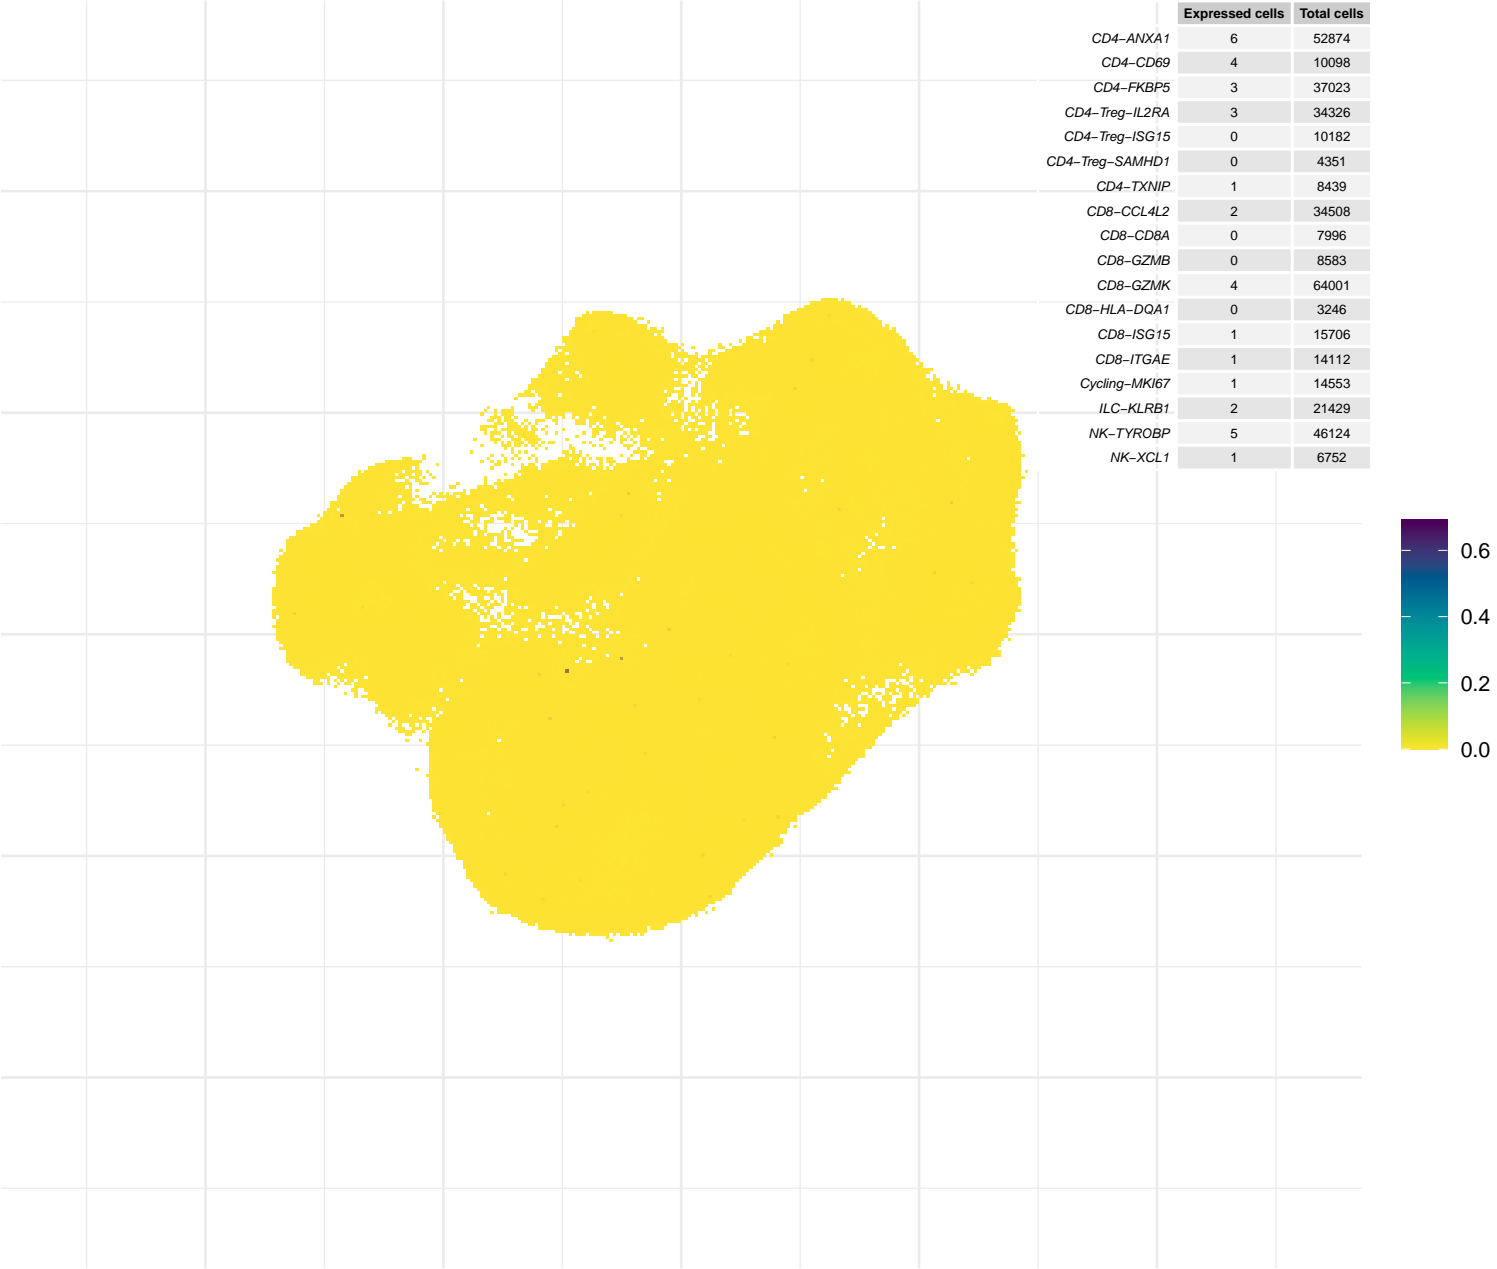 Expressed cells Total cells
CD4−ANXA1 6 52874
CD4−CD69 4 10098
CD4−FKBP5 3 37023
CD4−Treg−IL2RA 3 34326
CD4−Treg−ISG15 0 10182
CD4−Treg−SAMHD1 0 4351
CD4−TXNIP 1 8439
CD8−CCL4L2 2 34508
CD8−CD8A 0 7996
CD8−GZMB 0 8583
CD8−GZMK 4 64001
CD8−HLA−DQA1 0 3246
CD8−ISG15 1 15706
CD8−ITGAE 1 14112
Cycling−MKI67 1 14553
ILC−KLRB1 2 21429
NK−TYROBP 5 46124
NK−XCL1 1 6752
0.6
0.4
0.2
0.0